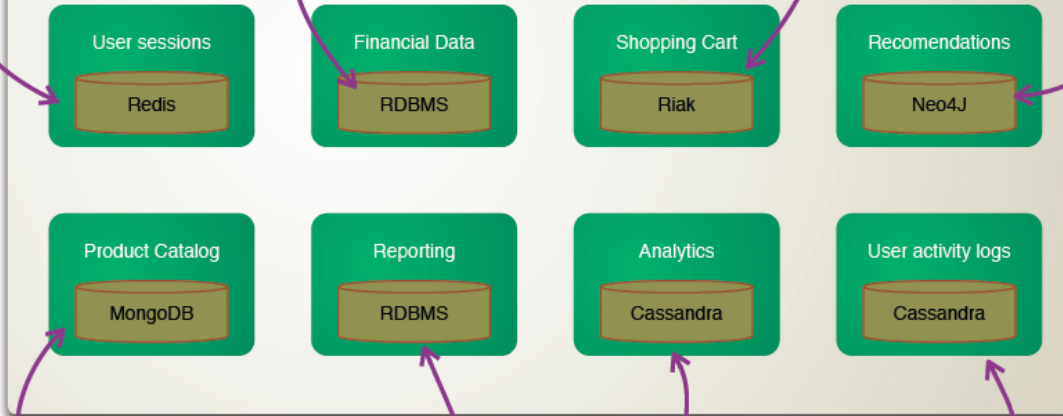 User sessions
Redis
Financial Data
RDBMS
Shopping Cart
Riak
Recomendations
Neo4J
Product Catalog
MongoDB
Reporting
RDBMS
Analytics
Cassandra
User activity logs
Cassandra